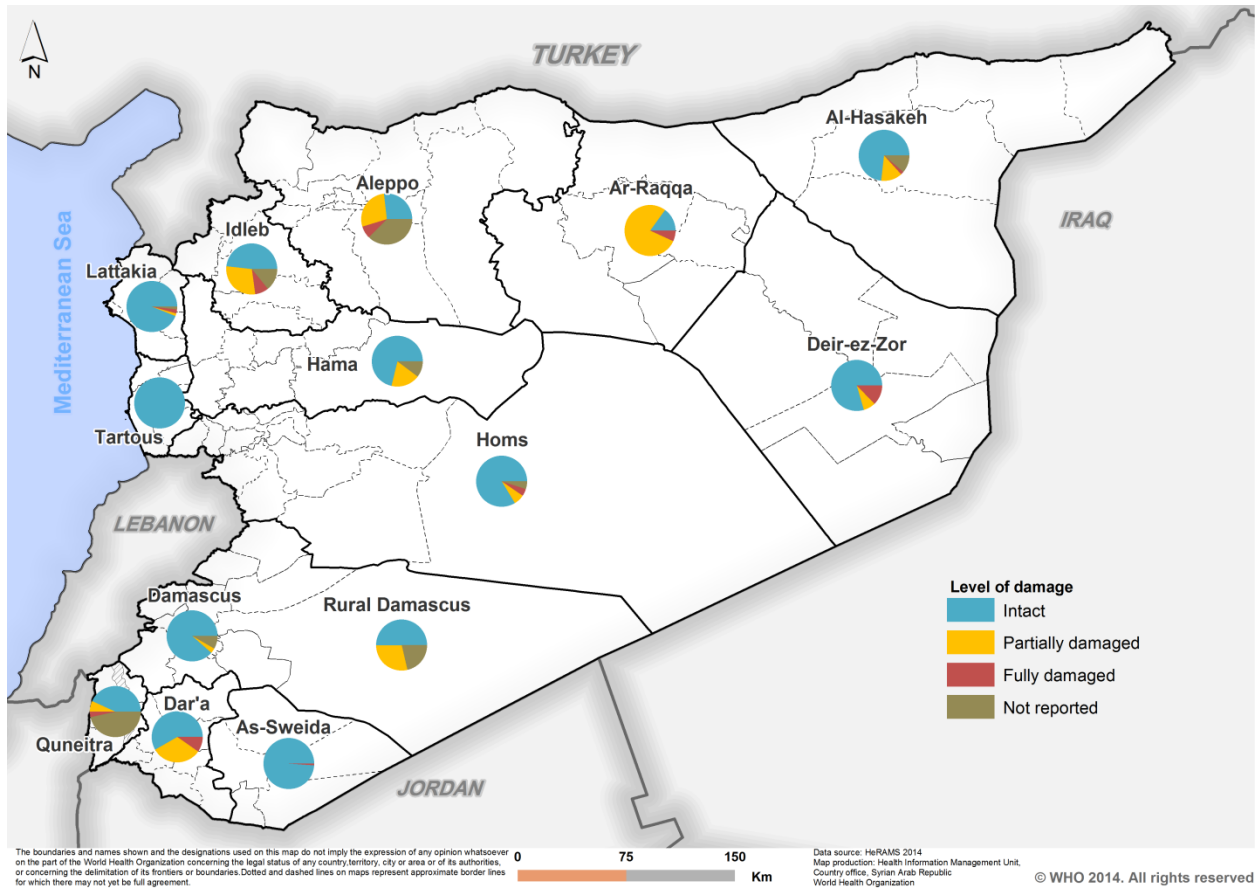 N
TURKEY
Al-Hasakeh
Aleppo
Ar-Raqqa
IRAQ
Idleb
Lattakia
Mediterranean Sea
Deir-ez-Zor
Hama
Tartous
Homs
LEBANON
Damascus
Rural Damascus
Dar'a
As-Sweida
Quneitra
JORDAN
Level of damage
Intact
Partially damaged
Fully damaged
Not reported
The boundaries and names shown and the designations used on this map do not imply the expression of any opinion whatsoever
on the part of the World Health Organization concerning the legal status of any country,territory, city or area or of its authorities,
or concerning the delimitation of its frontiers or boundaries.Dotted and dashed lines on maps represent approximate border lines
for which there may not yet be full agreement.
0 75 150
Km
Data source: HeRAMS 2014
Map production: Health Information Management Unit,
Country office, Syrian Arab Republic
World Health Organization
© WHO 2014. All rights reserved